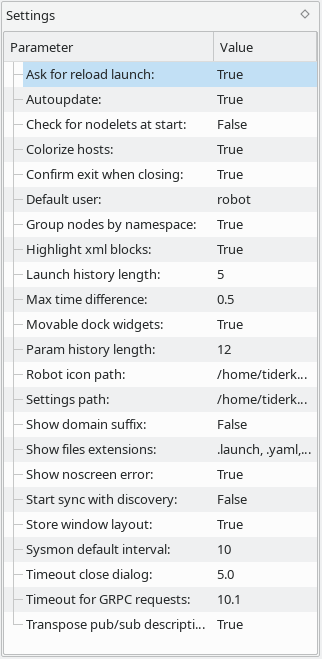 Settings
Parameter Value
Ask for reload launch: True
Autoupdate: True
Check for nodelets at start: False
Colorize hosts: True
Confirm exit when closing: True
Default user: robot
Group nodes by namespace: True
Highlight xml blocks: True
Launch history length: 5
Max time difference: 0.5
Movable dock widgets: True
Param history length: 12
Robot icon path: /home/tiderk...
Settings path: /home/tiderk...
Show domain suffix: False
Show files extensions: .launch, .yaml,...
Show noscreen error: True
Start sync with discovery: False
Store window layout: True
Sysmon default interval: 10
Timeout close dialog: 5.0
Timeout for GRPC requests: 10.1
Transpose pub/sub descripti... True